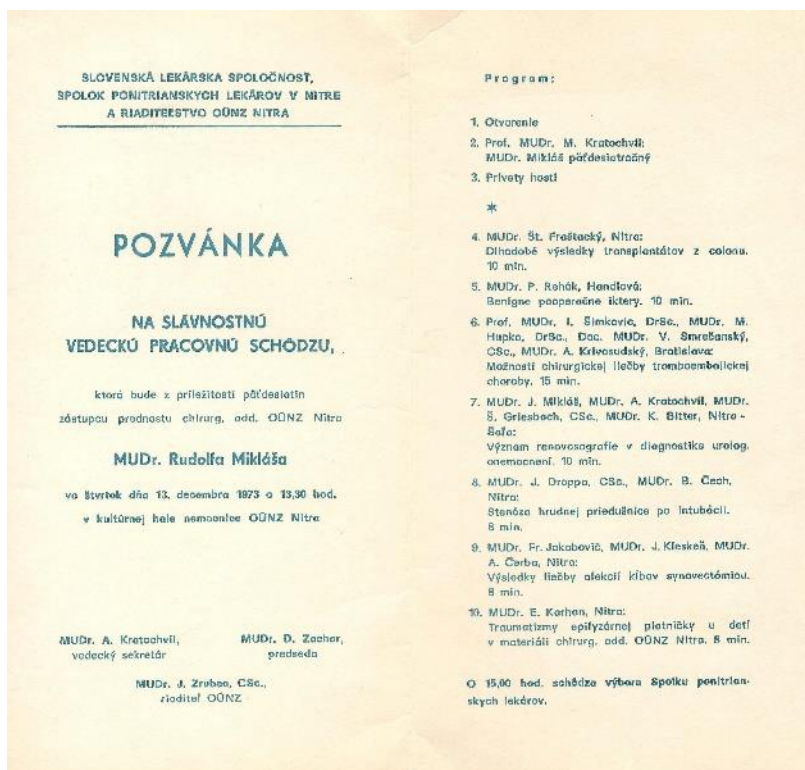 SLOVENSKÁ LEKÁRSKA SPOLOČNOSŤ,
SPOLOK PONITRIANSKYCH LEKÁROV V NITRE
A RIADITEĽSTVO OÚNZ NITRA
POZVÁNKA
NA SLÁVNOSTNÚ
VEDECKÚ PRACOVNÚ SCHÔDZU,
ktorá bude z príležitosti päťdesiatin
zástupcu prednostu chirurg. odd. OÚNZ Nitra
MUDr. Rudolfa Mikláša
vo štvrtok dňa 13. decembra 1973 o 13,30 hod.
v kultúrnej hale nemocnice OÚNZ Nitra
MUDr. A. Kratochvíl,
vedecký sekretár
MUDr. D. Zachar,
predseda
MUDr. J. Zrubec, CSc.,
riaditeľ OÚNZ
Program:
1. Otvorenie
2. Prof. MUDr. M. Kratochvíl:
MUDr. Mikláš päťdesiatročný
3. Prívety hostí
*
4. MUDr. Št. Fraštacký, Nitra:
Dlhodobé výsledky transplantátov z colonu.
10 min.
5. MUDr. P. Rehák, Handlová:
Benígne pooperačné iktery. 10 min.
6. Prof. MUDr. I. Šimkovic, DrSc., MUDr. M.
Hupka, DrSc., Doc. MUDr. V. Smrečanský,
CSc., MUDr. A. Krivosudský, Bratislava:
Možnosti chirurgickej liečby tromboembolickej
choroby. 15 min.
7. MUDr. J. Mikláš, MUDr. A. Kratochvíl, MUDr.
Š. Griesbach, CSc., MUDr. K. Bitter, Nitra -
Šaľa:
Význam renovasografie v diagnostike urolog.
onemocnení. 10 min.
8. MUDr. J. Droppa, CSc., MUDr. B. Čech,
Nitra:
Stenóza hrudnej priedušnice po intubácii.
8 min.
9. MUDr. Fr. Jakabovič, MUDr. J. Kleskeň, MUDr.
A. Čerba, Nitra:
Výsledky liečby afekcií kĺbov synovectómiou.
8 min.
10. MUDr. E. Korhan, Nitra:
Traumatizmy epifyzárnej platničky u detí
v materiáli chirurg. odd. OÚNZ Nitra. 8 min.
O 15,00 hod. schôdza výboru Spolku ponitrian-
skych lekárov.